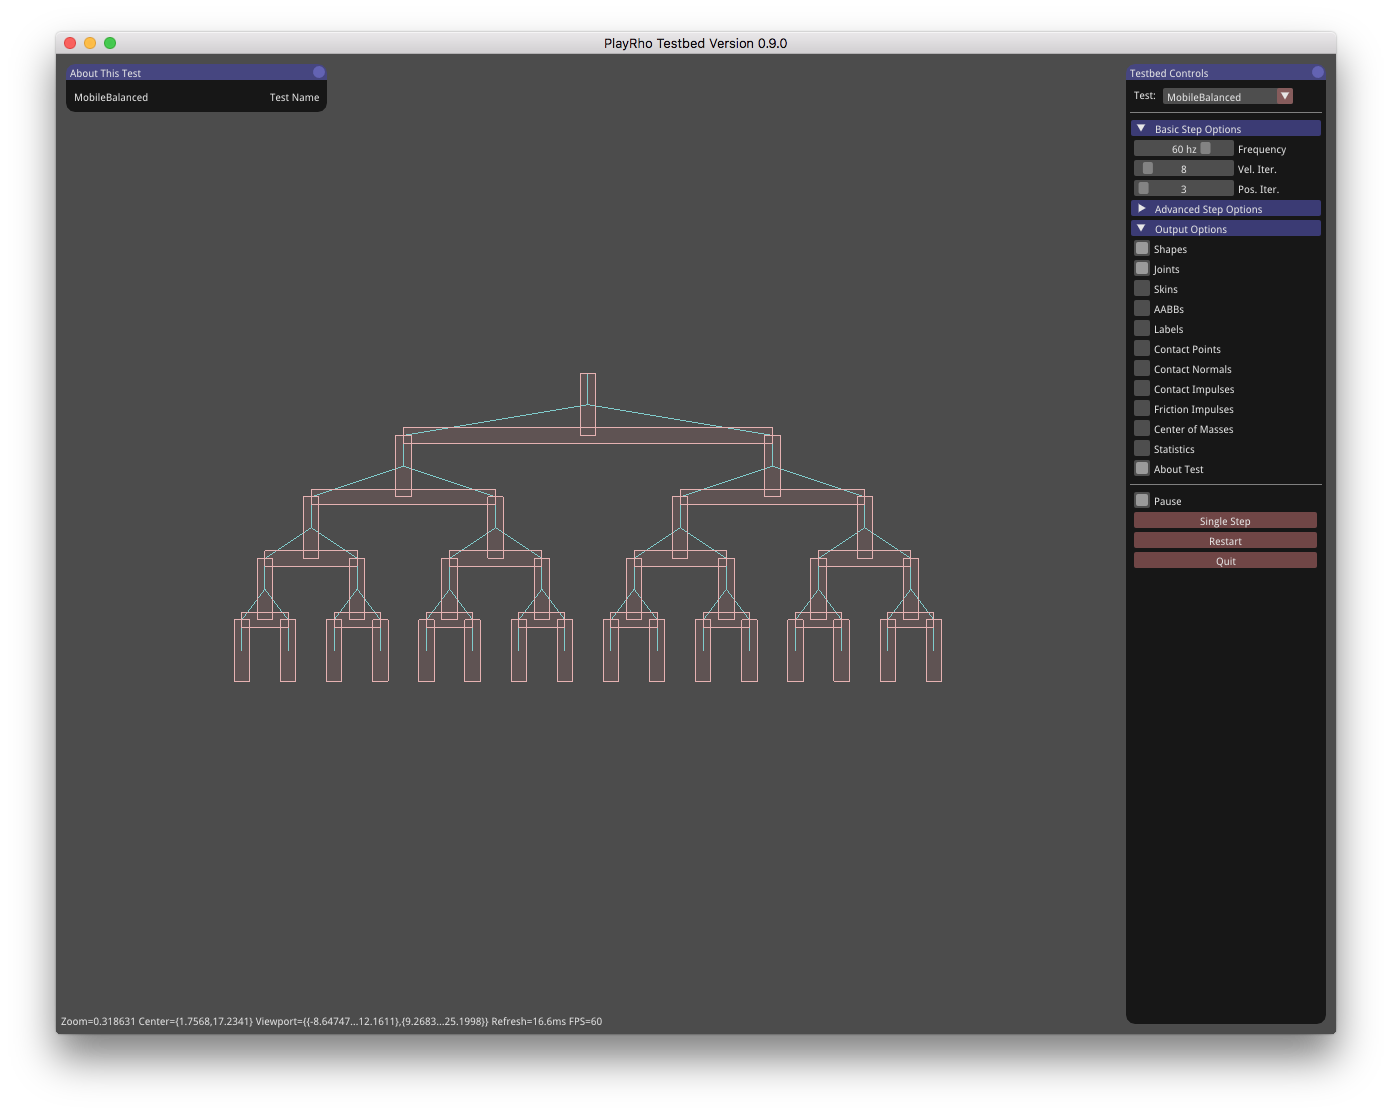 PlayRho Testbed Version 0.9.0
About This Test
MobileBalanced Test Name
Testbed Controls
Test: MobileBalanced
Basic Step Options
60 hz Frequency
8 Vel. Iter.
3 Pos. Iter.
Advanced Step Options
Output Options
Shapes
Joints
Skins
AABBs
Labels
Contact Points
Contact Normals
Contact Impulses
Friction Impulses
Center of Masses
Statistics
About Test
Pause
Single Step
Restart
Quit
Zoom=0.318631 Center={1.7568,17.2341} Viewport={{-8.64747...12.1611},{9.2683...25.1998}} Refresh=16.6ms FPS=60